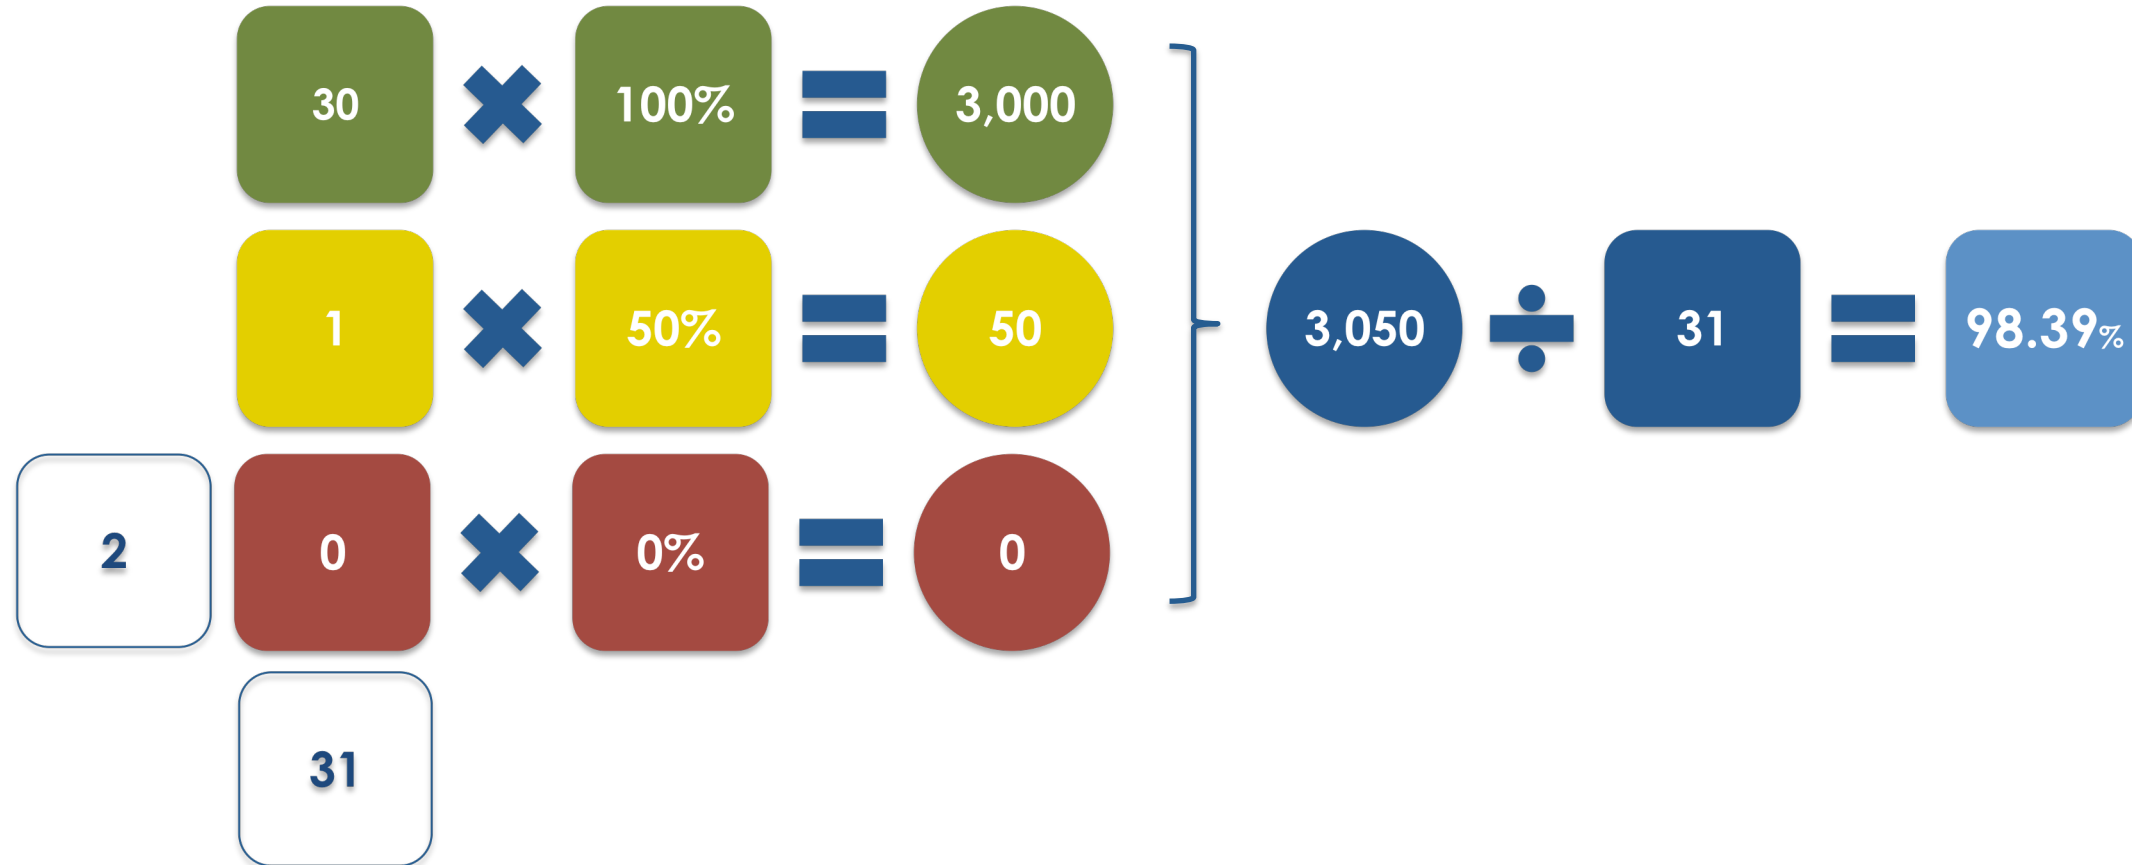 30 × 100% = 3,000
1 × 50% = 50
3,050 ÷ 31 = 98.39%
2 0 × 0% = 0
31